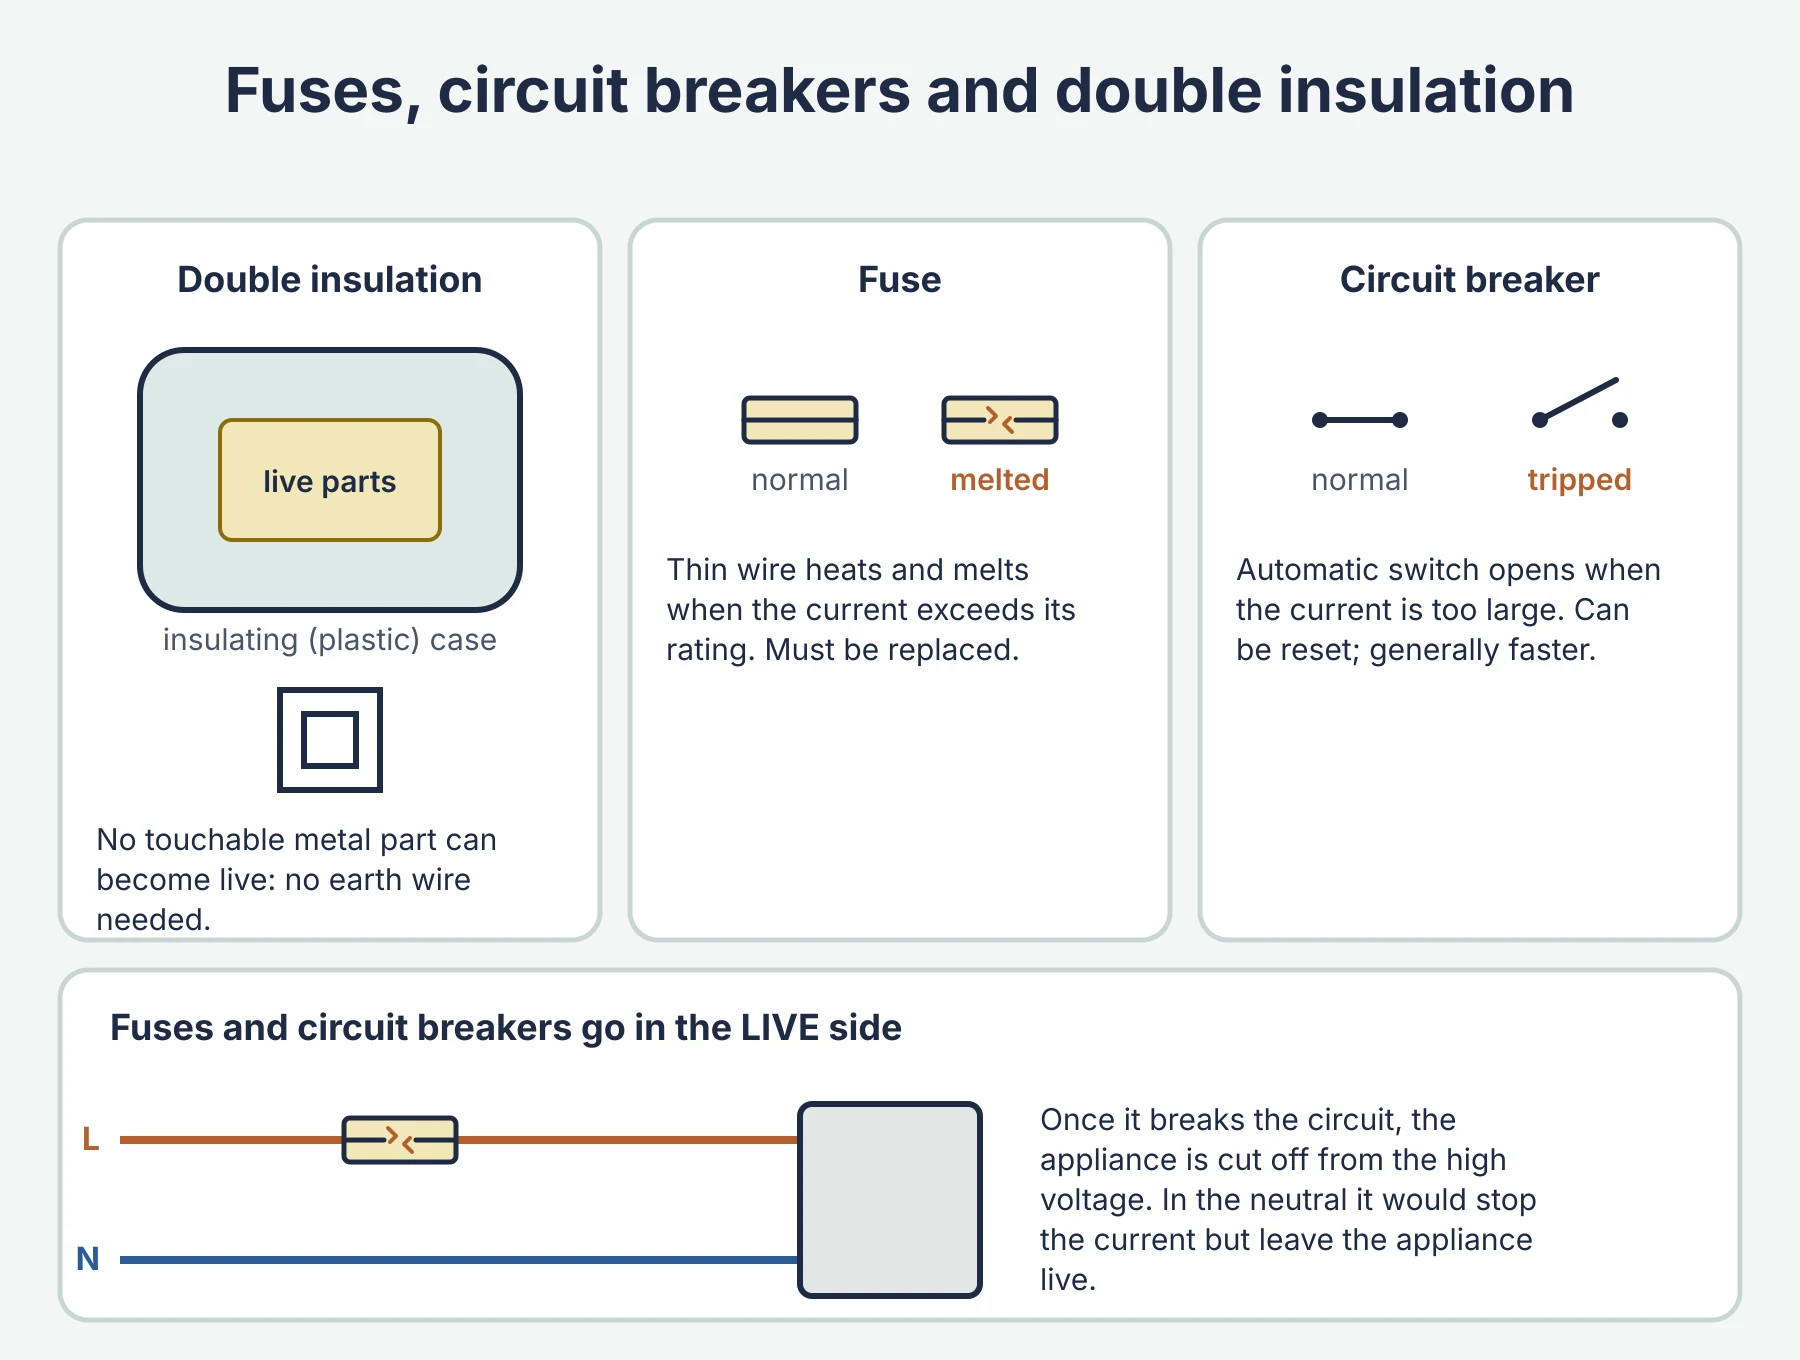 Fuses, circuit breakers and double insulation
Double insulation
live parts
insulating (plastic) case
No touchable metal part can
become live: no earth wire
needed.
Fuse
normal
melted
Thin wire heats and melts
when the current exceeds its
rating. Must be replaced.
Circuit breaker
normal
tripped
Automatic switch opens when
the current is too large. Can
be reset; generally faster.
Fuses and circuit breakers go in the LIVE side
L
N
Once it breaks the circuit, the
appliance is cut off from the high
voltage. In the neutral it would stop
the current but leave the appliance
live.